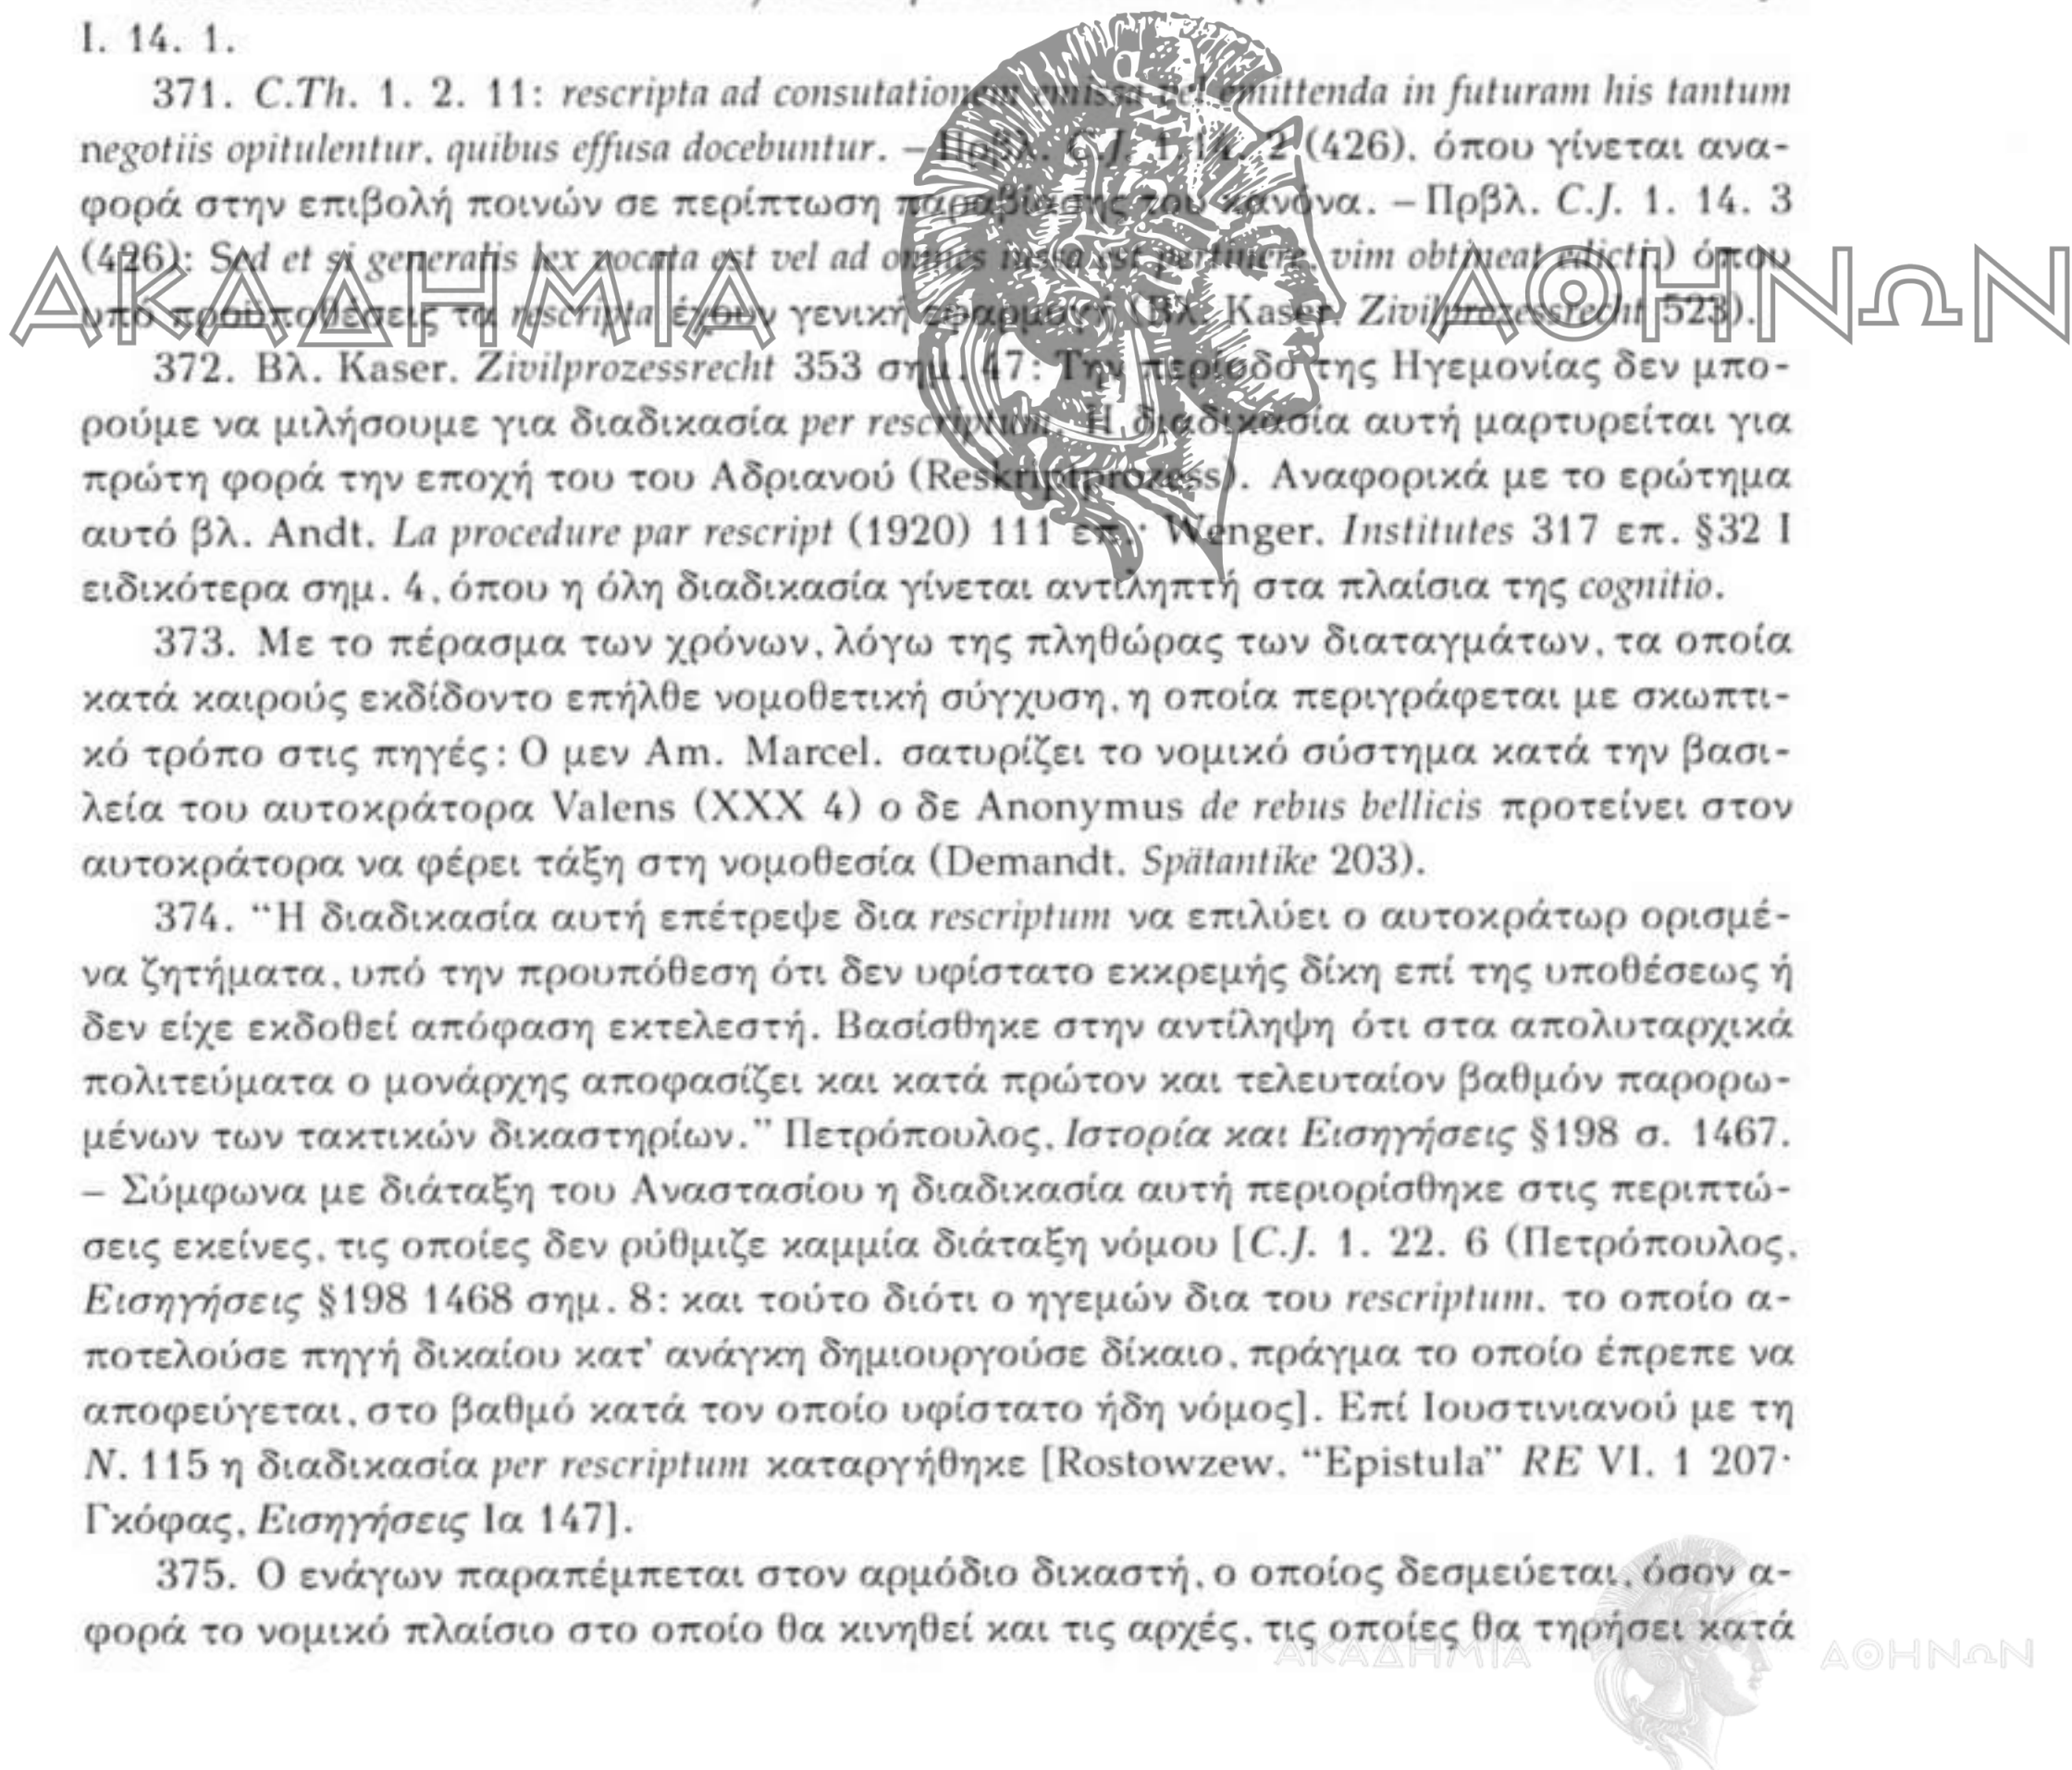 I. 14. 1.
371. C.Th. 1. 2. 11: rescripta ad consutationem emissa vel emittenda in futuram his tantum
negotiis opitulentur, quibus effusa docebuntur. – Πρβλ. C.J. 1. 14. 2 (426), όπου γίνεται ανα-
φορά στην επιβολή ποινών σε περίπτωση παραβίασης του κανόνα. – Πρβλ. C.J. 1. 14. 3
(426): Sed et si generalis lex vocata est vel ad omnes iussa est pertinere, vim obtineat edicti,) όπου
υπό προϋποθέσεις τα rescripta έχουν γενική εφαρμογή (Βλ. Kaser, Zivilprozessrecht 523).
ΑΚΑΔΗΜΙΑ ΑΘΗΝΩΝ
372. Βλ. Kaser, Zivilprozessrecht 353 σημ. 47: Την περίοδο της Ηγεμονίας δεν μπο-
ρούμε να μιλήσουμε για διαδικασία per rescriptum. Η διαδικασία αυτή μαρτυρείται για
πρώτη φορά την εποχή του του Αδριανού (Reskriptprozess). Αναφορικά με το ερώτημα
αυτό βλ. Andt, La procedure par rescript (1920) 111 επ.· Wenger, Institutes 317 επ. §32 I
ειδικότερα σημ. 4, όπου η όλη διαδικασία γίνεται αντιληπτή στα πλαίσια της cognitio.
373. Με το πέρασμα των χρόνων, λόγω της πληθώρας των διαταγμάτων, τα οποία
κατά καιρούς εκδίδοντο επήλθε νομοθετική σύγχυση, η οποία περιγράφεται με σκωπτι-
κό τρόπο στις πηγές: Ο μεν Am. Marcel. σατυρίζει το νομικό σύστημα κατά την βασι-
λεία του αυτοκράτορα Valens (XXX 4) ο δε Anonymus de rebus bellicis προτείνει στον
αυτοκράτορα να φέρει τάξη στη νομοθεσία (Demandt, Spätantike 203).
374. “Η διαδικασία αυτή επέτρεψε δια rescriptum να επιλύει ο αυτοκράτωρ ορισμέ-
να ζητήματα, υπό την προυπόθεση ότι δεν υφίστατο εκκρεμής δίκη επί της υποθέσεως ή
δεν είχε εκδοθεί απόφαση εκτελεστή. Βασίσθηκε στην αντίληψη ότι στα απολυταρχικά
πολιτεύματα ο μονάρχης αποφασίζει και κατά πρώτον και τελευταίον βαθμόν παρορω-
μένων των τακτικών δικαστηρίων.” Πετρόπουλος, Ιστορία και Εισηγήσεις §198 σ. 1467.
– Σύμφωνα με διάταξη του Αναστασίου η διαδικασία αυτή περιορίσθηκε στις περιπτώ-
σεις εκείνες, τις οποίες δεν ρύθμιζε καμμία διάταξη νόμου [C.J. 1. 22. 6 (Πετρόπουλος,
Εισηγήσεις §198 1468 σημ. 8: και τούτο διότι ο ηγεμών δια του rescriptum, το οποίο α-
ποτελούσε πηγή δικαίου κατ’ ανάγκη δημιουργούσε δίκαιο, πράγμα το οποίο έπρεπε να
αποφεύγεται, στο βαθμό κατά τον οποίο υφίστατο ήδη νόμος]. Επί Ιουστινιανού με τη
Ν. 115 η διαδικασία per rescriptum καταργήθηκε [Rostowzew, “Epistula” RE VI, 1 207·
Γκόφας, Εισηγήσεις Ια 147].
375. Ο ενάγων παραπέμπεται στον αρμόδιο δικαστή, ο οποίος δεσμεύεται, όσον α-
φορά το νομικό πλαίσιο στο οποίο θα κινηθεί και τις αρχές, τις οποίες θα τηρήσει κατά
ΑΚΑΔΗΜΙΑ ΑΘΗΝΩΝ